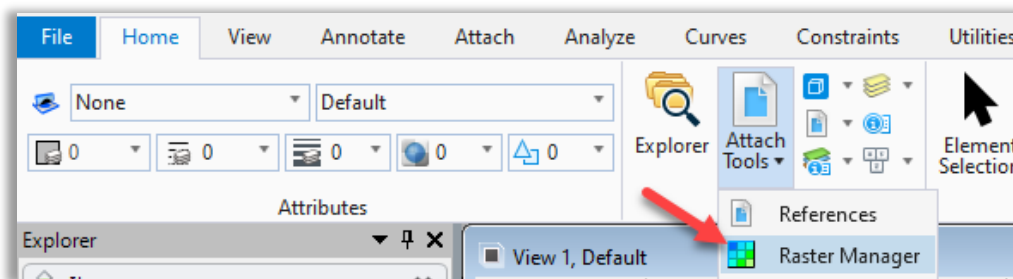 File Home View Annotate Attach Analyze Curves Constraints Utilities
None Default
0 0 0 0 0
Explorer Attach Tools Element Selection
Attributes
References
Explorer
Raster Manager
View 1, Default